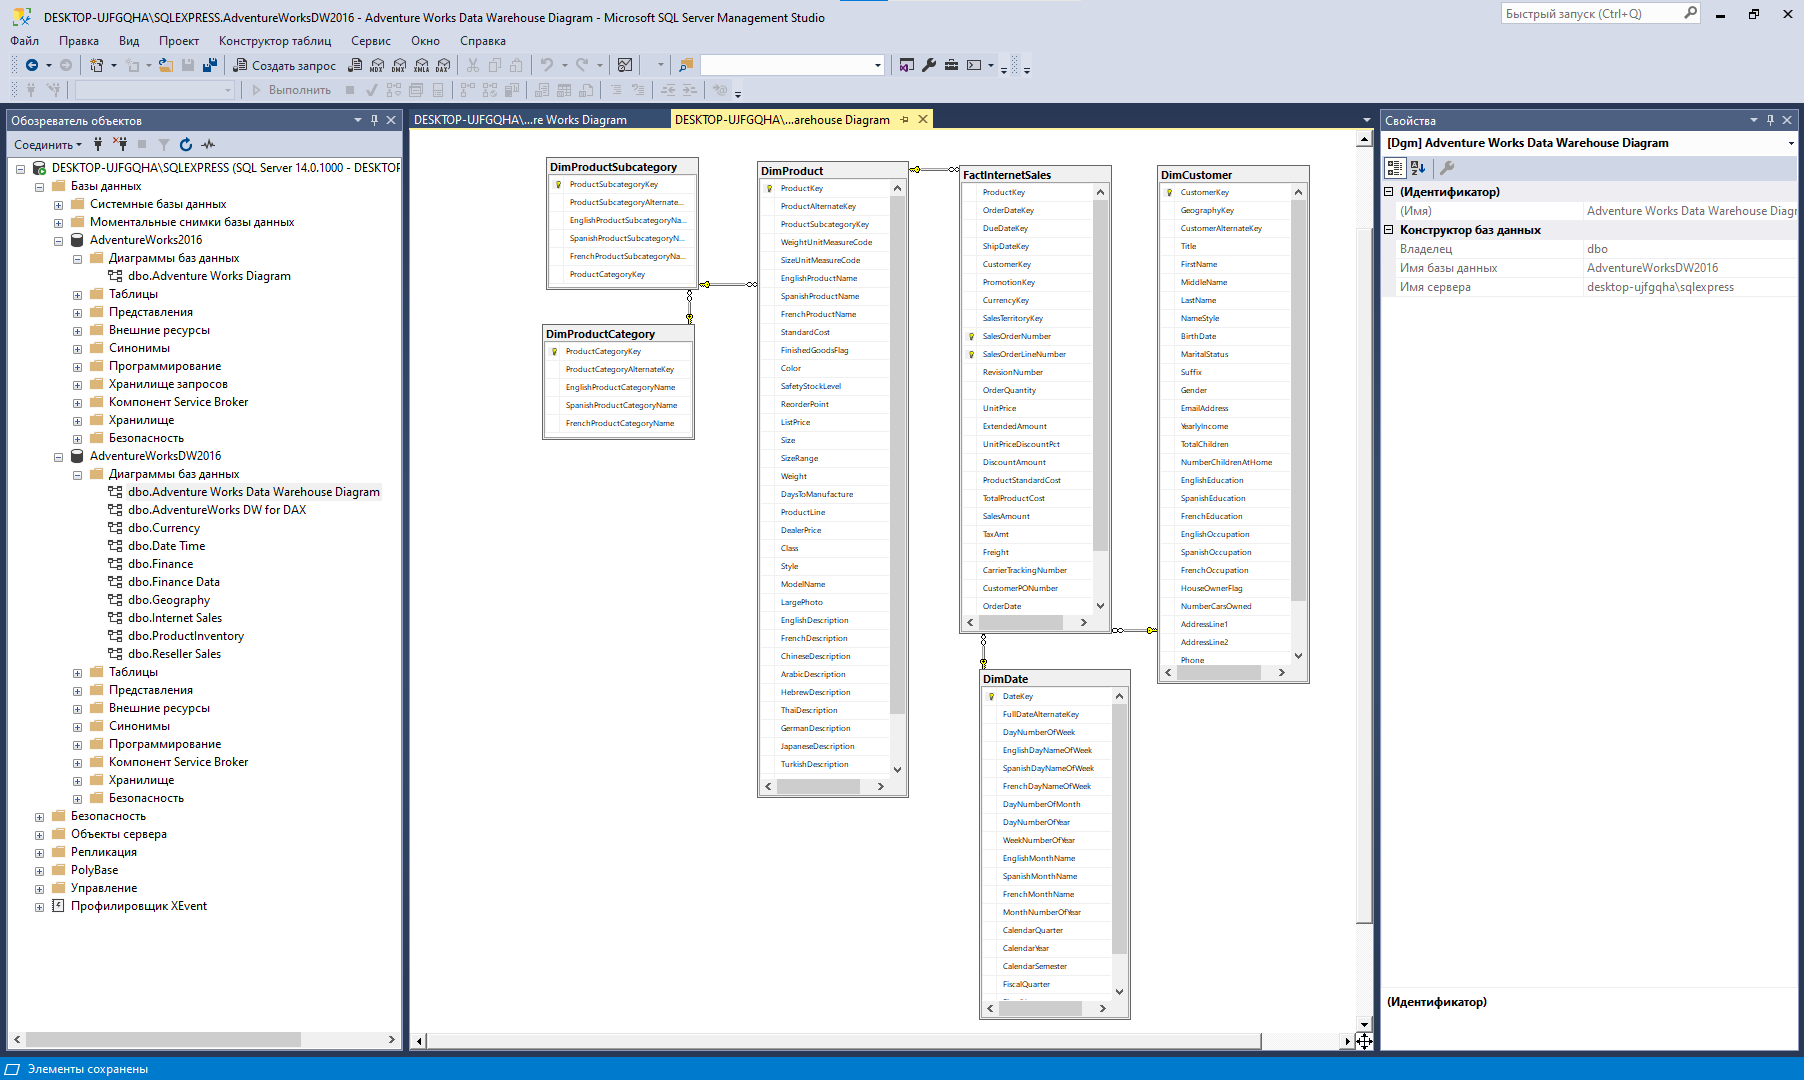 DESKTOP-UJFGQHA\SQLEXPRESS.AdventureWorksDW2016 - Adventure Works Data Warehouse Diagram - Microsoft SQL Server Management Studio
Быстрый запуск (Ctrl+Q)
Файл Правка Вид Проект Конструктор таблиц Сервис Окно Справка
Создать запрос MDX DMX XMLA DAX
Выполнить
Обозреватель объектов
Соединить
DESKTOP-UJFGQHA\SQLEXPRESS (SQL Server 14.0.1000 - DESKTOP
Базы данных
Системные базы данных
Моментальные снимки базы данных
AdventureWorks2016
Диаграммы баз данных
dbo.Adventure Works Diagram
Таблицы
Представления
Внешние ресурсы
Синонимы
Программирование
Хранилище запросов
Компонент Service Broker
Хранилище
Безопасность
AdventureWorksDW2016
Диаграммы баз данных
dbo.Adventure Works Data Warehouse Diagram
dbo.AdventureWorks DW for DAX
dbo.Currency
dbo.Date Time
dbo.Finance
dbo.Finance Data
dbo.Geography
dbo.Internet Sales
dbo.ProductInventory
dbo.Reseller Sales
Таблицы
Представления
Внешние ресурсы
Синонимы
Программирование
Компонент Service Broker
Хранилище
Безопасность
Безопасность
Объекты сервера
Репликация
PolyBase
Управление
Профилировщик XEvent
DESKTOP-UJFGQHA\...re Works Diagram
DESKTOP-UJFGQHA\...arehouse Diagram
DimProductSubcategory
ProductSubcategoryKey
ProductSubcategoryAlternate...
EnglishProductSubcategoryNa...
SpanishProductSubcategoryN...
FrenchProductSubcategoryNa...
ProductCategoryKey
DimProductCategory
ProductCategoryKey
ProductCategoryAlternateKey
EnglishProductCategoryName
SpanishProductCategoryName
FrenchProductCategoryName
DimProduct
ProductKey
ProductAlternateKey
ProductSubcategoryKey
WeightUnitMeasureCode
SizeUnitMeasureCode
EnglishProductName
SpanishProductName
FrenchProductName
StandardCost
FinishedGoodsFlag
Color
SafetyStockLevel
ReorderPoint
ListPrice
Size
SizeRange
Weight
DaysToManufacture
ProductLine
DealerPrice
Class
Style
ModelName
LargePhoto
EnglishDescription
FrenchDescription
ChineseDescription
ArabicDescription
HebrewDescription
ThaiDescription
GermanDescription
JapaneseDescription
TurkishDescription
FactInternetSales
ProductKey
OrderDateKey
DueDateKey
ShipDateKey
CustomerKey
PromotionKey
CurrencyKey
SalesTerritoryKey
SalesOrderNumber
SalesOrderLineNumber
RevisionNumber
OrderQuantity
UnitPrice
ExtendedAmount
UnitPriceDiscountPct
DiscountAmount
ProductStandardCost
TotalProductCost
SalesAmount
TaxAmt
Freight
CarrierTrackingNumber
CustomerPONumber
OrderDate
DimCustomer
CustomerKey
GeographyKey
CustomerAlternateKey
Title
FirstName
MiddleName
LastName
NameStyle
BirthDate
MaritalStatus
Suffix
Gender
EmailAddress
YearlyIncome
TotalChildren
NumberChildrenAtHome
EnglishEducation
SpanishEducation
FrenchEducation
EnglishOccupation
SpanishOccupation
FrenchOccupation
HouseOwnerFlag
NumberCarsOwned
AddressLine1
AddressLine2
Phone
DimDate
DateKey
FullDateAlternateKey
DayNumberOfWeek
EnglishDayNameOfWeek
SpanishDayNameOfWeek
FrenchDayNameOfWeek
DayNumberOfMonth
DayNumberOfYear
WeekNumberOfYear
EnglishMonthName
SpanishMonthName
FrenchMonthName
MonthNumberOfYear
CalendarQuarter
CalendarYear
CalendarSemester
FiscalQuarter
Свойства
[Dgm] Adventure Works Data Warehouse Diagram
(Идентификатор)
(Имя) Adventure Works Data Warehouse Diagr
Конструктор баз данных
Владелец dbo
Имя базы данных AdventureWorksDW2016
Имя сервера desktop-ujfgqha\sqlexpress
(Идентификатор)
Элементы сохранены